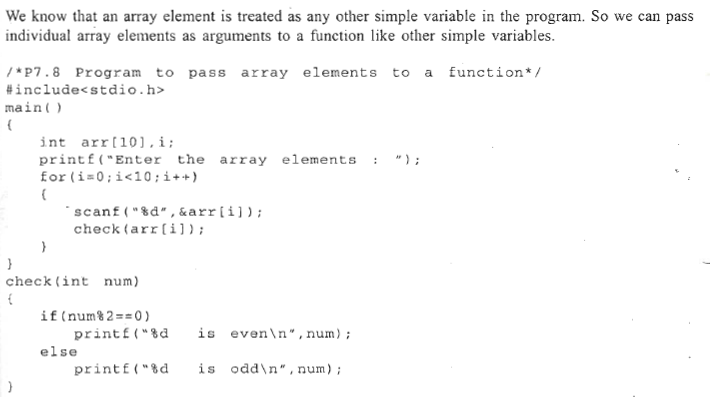 We know that an array element is treated as any other simple variable in the program. So we can pass
individual array elements as arguments to a function like other simple variables.
/*P7.8 Program to pass array elements to a function*/
#include<stdio.h>
main( )
{
int arr[10],i;
printf("Enter the array elements : ");
for(i=0;i<10;i++)
{
scanf("%d",&arr[i]);
check(arr[i]);
}
}
check(int num)
{
if(num%2==0)
printf("%d is even\n",num);
else
printf("%d is odd\n",num);
}